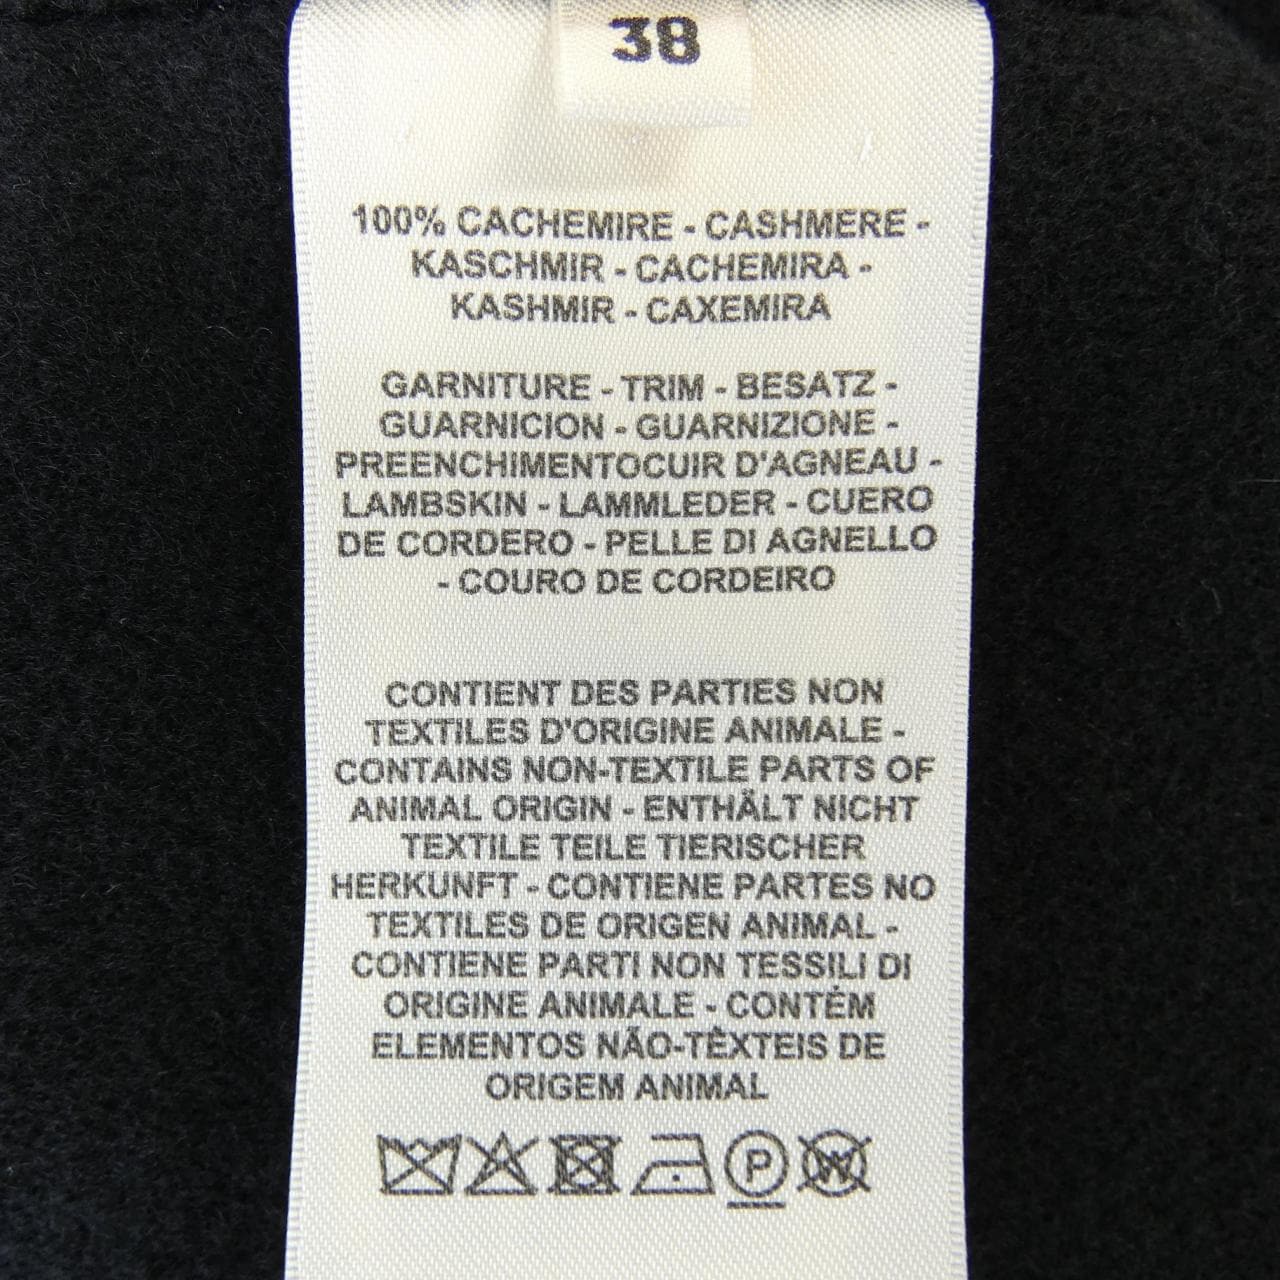 38
100% CACHEMIRE - CASHMERE -
KASCHMIR - CACHEMIRA -
KASHMIR - CAXEMIRA
GARNITURE - TRIM - BESATZ -
GUARNICION - GUARNIZIONE -
PREENCHIMENTOCUIR D'AGNEAU -
LAMBSKIN - LAMMLEDER - CUERO
DE CORDERO - PELLE DI AGNELLO
- COURO DE CORDEIRO
CONTIENT DES PARTIES NON
TEXTILES D'ORIGINE ANIMALE -
CONTAINS NON-TEXTILE PARTS OF
ANIMAL ORIGIN - ENTHÄLT NICHT
TEXTILE TEILE TIERISCHER
HERKUNFT - CONTIENE PARTES NO
TEXTILES DE ORIGEN ANIMAL -
CONTIENE PARTI NON TESSILI DI
ORIGINE ANIMALE - CONTÉM
ELEMENTOS NÃO-TÊXTEIS DE
ORIGEM ANIMAL
P W